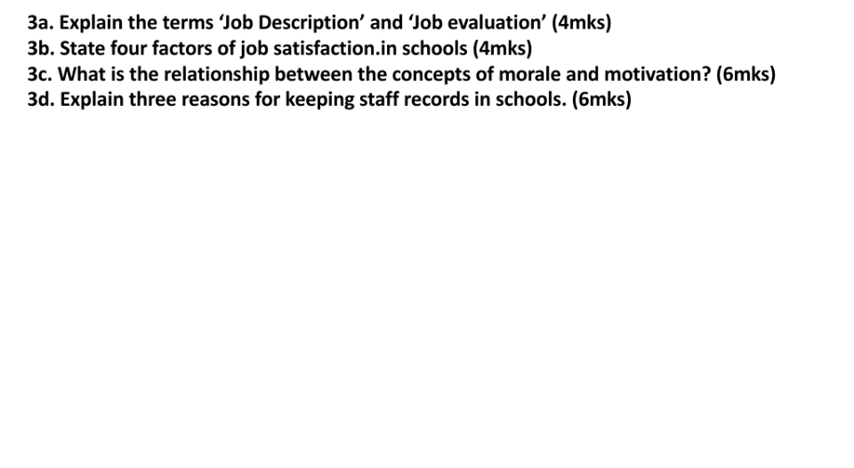 3a. Explain the terms ‘Job Description’ and ‘Job evaluation’ (4mks)
3b. State four factors of job satisfaction.in schools (4mks)
3c. What is the relationship between the concepts of morale and motivation? (6mks)
3d. Explain three reasons for keeping staff records in schools. (6mks)